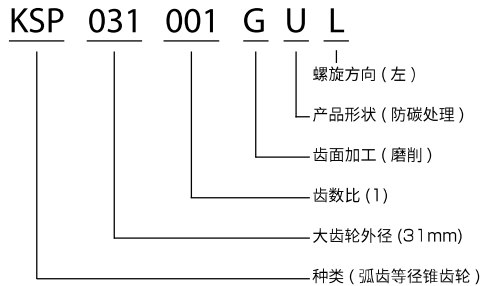 KSP 031 001 G U L
螺旋方向 ( 左 )
产品形状 ( 防碳处理 )
齿面加工 ( 磨削 )
齿数比 (1)
大齿轮外径 (31mm)
种类 ( 弧齿等径锥齿轮 )